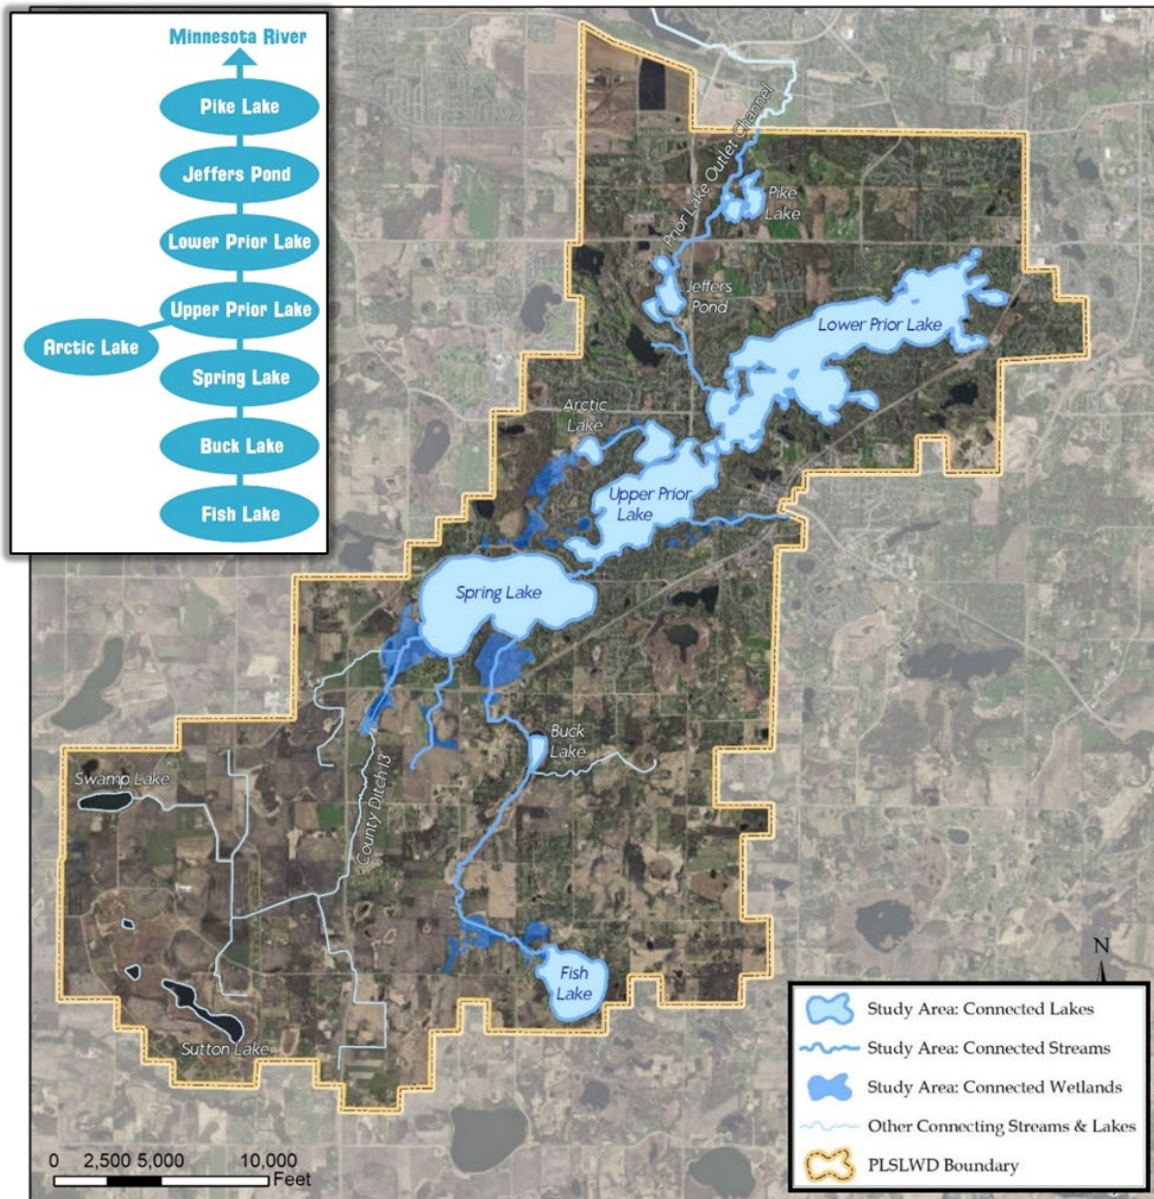 Minnesota River
Pike Lake
Jeffers Pond
Lower Prior Lake
Upper Prior Lake
Arctic Lake
Spring Lake
Buck Lake
Fish Lake
Prior Lake Outlet Channel
Pike
Lake
Jeffers
Pond
Lower Prior Lake
Arctic
Lake
Upper Prior
Lake
Spring Lake
Buck
Lake
Swamp Lake
County Ditch 13
Fish
Lake
Sutton Lake
N
Study Area: Connected Lakes
Study Area: Connected Streams
Study Area: Connected Wetlands
Other Connecting Streams & Lakes
PLSLWD Boundary
0 2,500 5,000 10,000
Feet